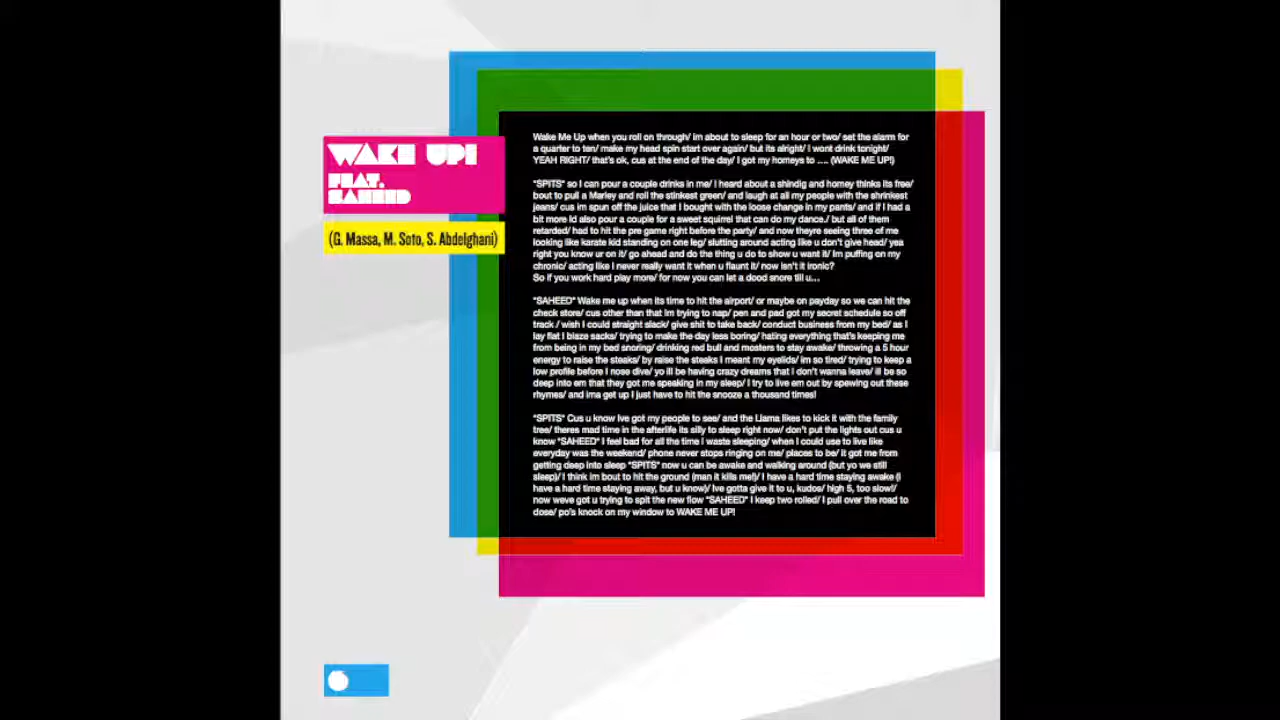 WAKE UP!
FEAT.
SAHEED
(G. Massa, M. Soto, S. Abdelghani)
Wake Me Up when you roll on through/ im about to sleep for an hour or two/ set the alarm for
a quarter to ten/ make my head spin start over again/ but its alright/ I wont drink tonight/
YEAH RIGHT/ that's ok, cus at the end of the day/ I got my homeys to .... (WAKE ME UP!)
*SPITS* so I can pour a couple drinks in me/ I heard about a shindig and homey thinks its free/
bout to pull a Marley and roll the stinkest green/ and laugh at all my people with the shrinkest
jeans/ cus im spun off the juice that I bought with the loose change in my pants/ and if I had a
bit more Id also pour a couple for a sweet squirrel that can do my dance./ but all of them
retarded/ had to hit the pre game right before the party/ and now theyre seeing three of me
looking like karate kid standing on one leg/ slutting around acting like u don't give head/ yea
right you know ur on it/ go ahead and do the thing u do to show u want it/ Im puffing on my
chronic/ acting like I never really want it when u flaunt it/ now isn't it ironic?
So if you work hard play more/ for now you can let a dood snore till u...
*SAHEED* Wake me up when its time to hit the airport/ or maybe on payday so we can hit the
check store/ cus other than that Im trying to nap/ pen and pad got my secret schedule so off
track / wish I could straight slack/ give shit to take back/ conduct business from my bed/ as I
lay flat I blaze sacks/ trying to make the day less boring/ hating everything that's keeping me
from being in my bed snoring/ drinking red bull and mosters to stay awake/ throwing a 5 hour
energy to raise the steaks/ by raise the steaks I meant my eyelids/ im so tired/ trying to keep a
low profile before I nose dive/ yo ill be having crazy dreams that I don't wanna leave/ ill be so
deep into em that they got me speaking in my sleep/ I try to live em out by spewing out these
rhymes/ and ima get up I just have to hit the snooze a thousand times!
*SPITS* Cus u know Ive got my people to see/ and the Llama likes to kick it with the family
tree/ theres mad time in the afterlife its silly to sleep right now/ don't put the lights out cus u
know *SAHEED* I feel bad for all the time I waste sleeping/ when I could use to live like
everyday was the weekend/ phone never stops ringing on me/ places to be/ it got me from
getting deep into sleep *SPITS* now u can be awake and walking around (but yo we still
sleep)/ I think im bout to hit the ground (man it kills me!)/ I have a hard time staying awake (I
have a hard time staying away, but u know)/ Ive gotta give it to u, kudos/ high 5, too slow!/
now weve got u trying to spit the new flow *SAHEED* I keep two rolled/ I pull over the road to
dose/ po's knock on my window to WAKE ME UP!